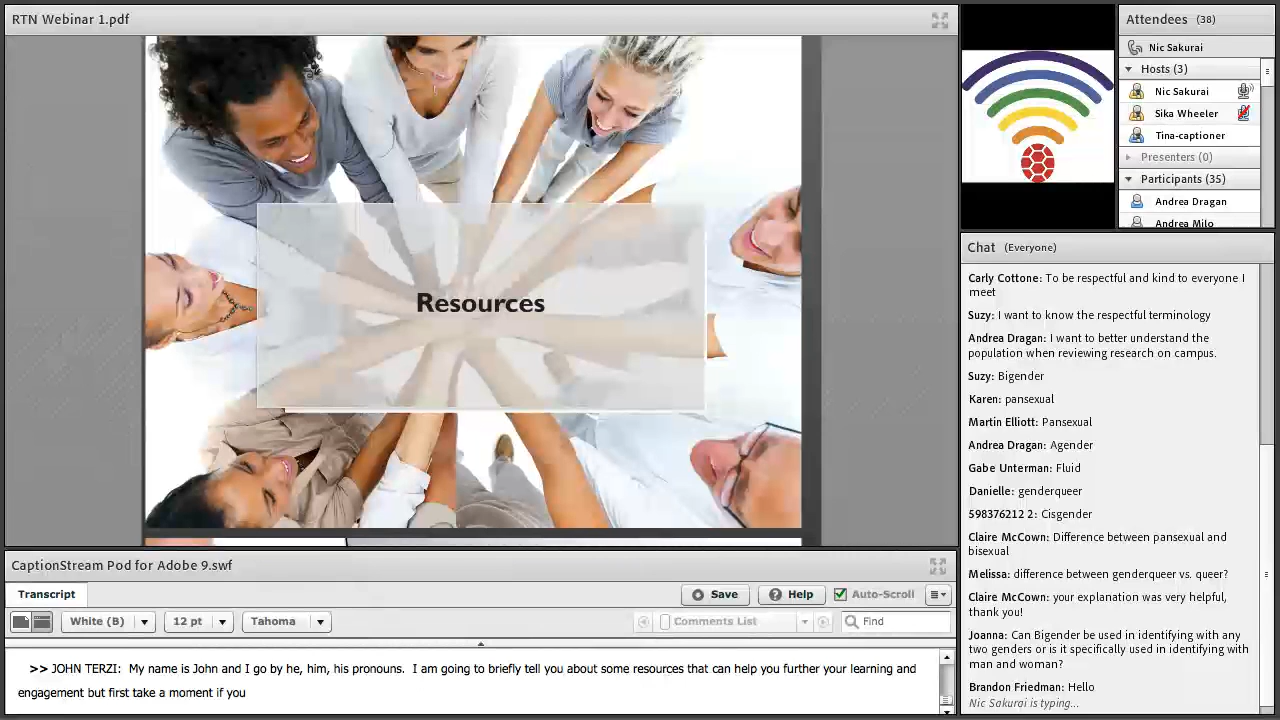 RTN Webinar 1.pdf
Resources
CaptionStream Pod for Adobe 9.swf
Transcript
Save
Help
Auto-Scroll
White (B)
12 pt
Tahoma
Comments List
Find
>> JOHN TERZI:  My name is John and I go by he, him, his pronouns.  I am going to briefly tell you about some resources that can help you further your learning and
engagement but first take a moment if you
Attendees (38)
Nic Sakurai
Hosts (3)
Nic Sakurai
Sika Wheeler
Tina-captioner
Presenters (0)
Participants (35)
Andrea Dragan
Andrea Milo
Chat (Everyone)
Carly Cottone: To be respectful and kind to everyone I
meet
Suzy: I want to know the respectful terminology
Andrea Dragan: I want to better understand the
population when reviewing research on campus.
Suzy: Bigender
Karen: pansexual
Martin Elliott: Pansexual
Andrea Dragan: Agender
Gabe Unterman: Fluid
Danielle: genderqueer
598376212 2: Cisgender
Claire McCown: Difference between pansexual and
bisexual
Melissa: difference between genderqueer vs. queer?
Claire McCown: your explanation was very helpful,
thank you!
Joanna: Can Bigender be used in identifying with any
two genders or is it specifically used in identifying with
man and woman?
Brandon Friedman: Hello
Nic Sakurai is typing...